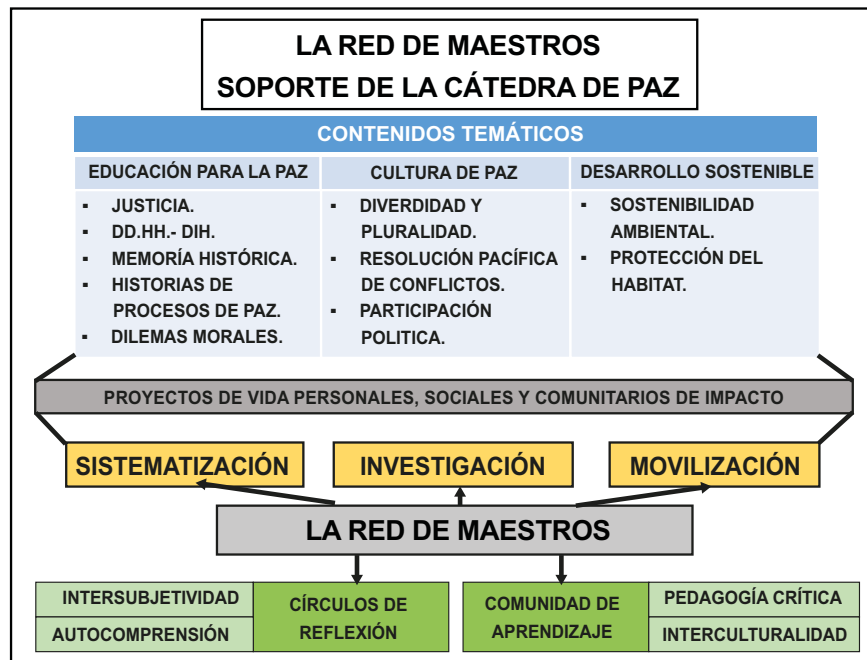 LA RED DE MAESTROS
SOPORTE DE LA CÁTEDRA DE PAZ
CONTENIDOS TEMÁTICOS
EDUCACIÓN PARA LA PAZ
▪ JUSTICIA.
▪ DD.HH.- DIH.
▪ MEMORÍA HISTÓRICA.
▪ HISTORIAS DE
PROCESOS DE PAZ.
▪ DILEMAS MORALES.
CULTURA DE PAZ
▪ DIVERDIDAD Y
PLURALIDAD.
▪ RESOLUCIÓN PACÍFICA
DE CONFLICTOS.
▪ PARTICIPACIÓN
POLITICA.
DESARROLLO SOSTENIBLE
▪ SOSTENIBILIDAD
AMBIENTAL.
▪ PROTECCIÓN DEL
HABITAT.
PROYECTOS DE VIDA PERSONALES, SOCIALES Y COMUNITARIOS DE IMPACTO
SISTEMATIZACIÓN
INVESTIGACIÓN
MOVILIZACIÓN
LA RED DE MAESTROS
INTERSUBJETIVIDAD
AUTOCOMPRENSIÓN
CÍRCULOS DE
REFLEXIÓN
COMUNIDAD DE
APRENDIZAJE
PEDAGOGÍA CRÍTICA
INTERCULTURALIDAD